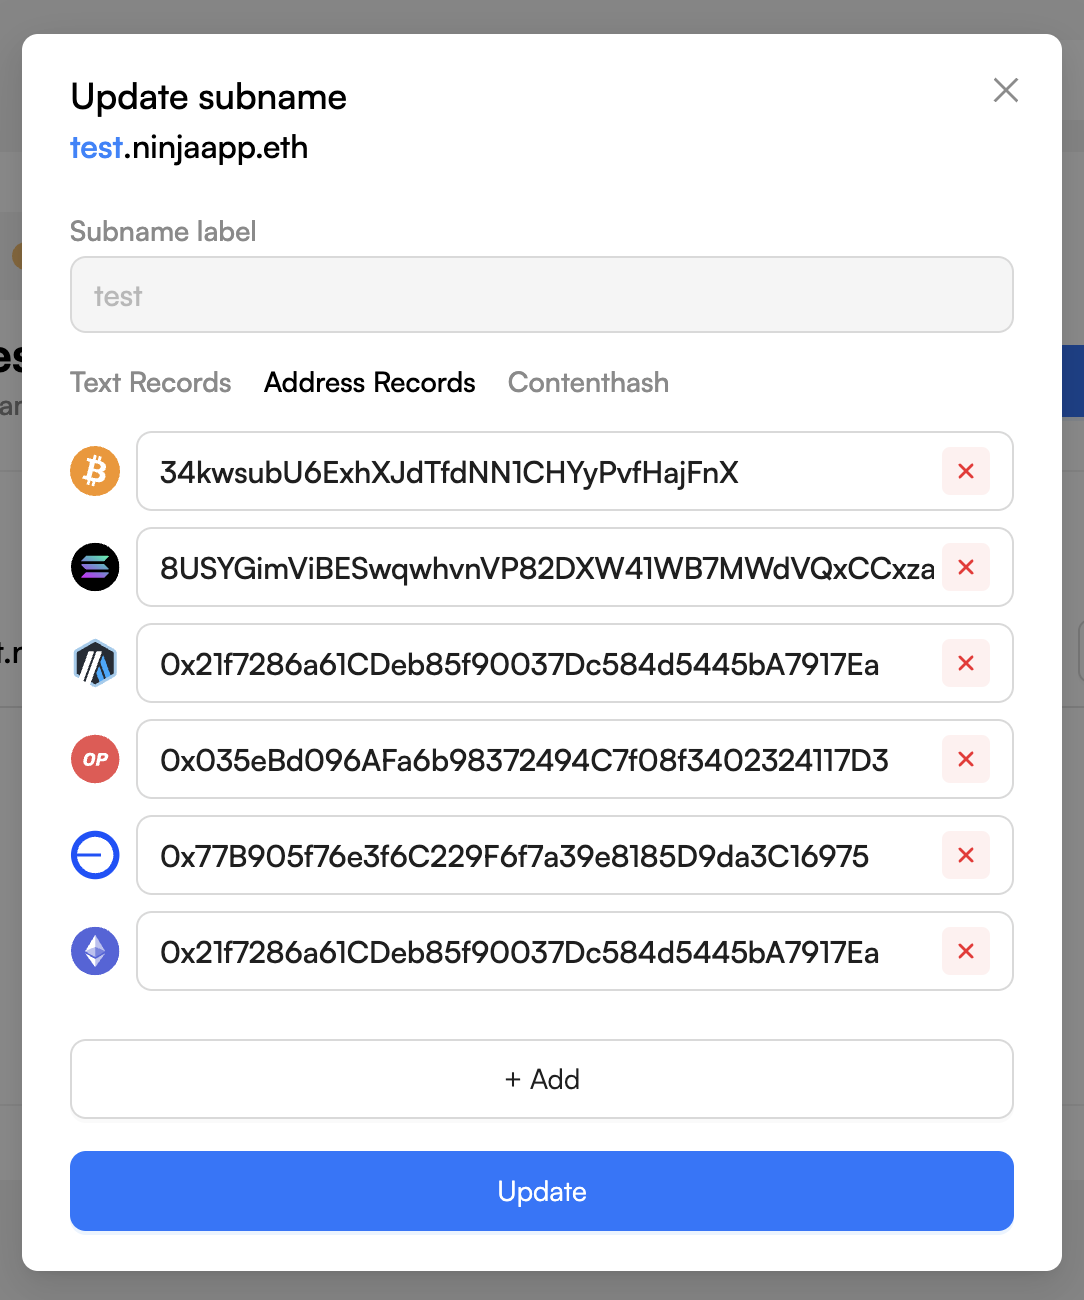 Update subname
test.ninjaapp.eth
Subname label
test
Text Records Address Records Contenthash
34kwsubU6ExhXJdTfdNN1CHYyPvfHajFnX
8USYGimViBESwqwhvnVP82DXW41WB7MWdVQxCCxza
0x21f7286a61CDeb85f90037Dc584d5445bA7917Ea
OP 0x035eBd096AFa6b98372494C7f08f3402324117D3
0x77B905f76e3f6C229F6f7a39e8185D9da3C16975
0x21f7286a61CDeb85f90037Dc584d5445bA7917Ea
+ Add
Update